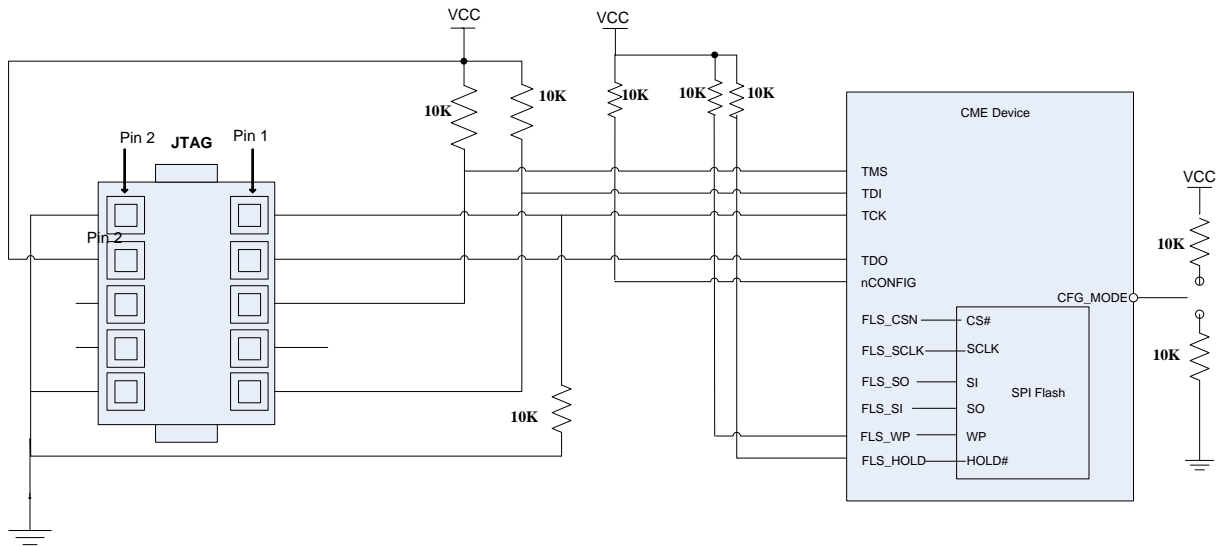 VCC
VCC
10K
10K
10K
10K
10K
CME Device
Pin 2
JTAG
Pin 1
Pin 2
TMS
TDI
TCK
TDO
nCONFIG
CFG_MODE
VCC
10K
10K
FLS_CSN
CS#
FLS_SCLK
SCLK
FLS_SO
SI
SPI Flash
FLS_SI
SO
FLS_WP
WP
FLS_HOLD
HOLD#
10K